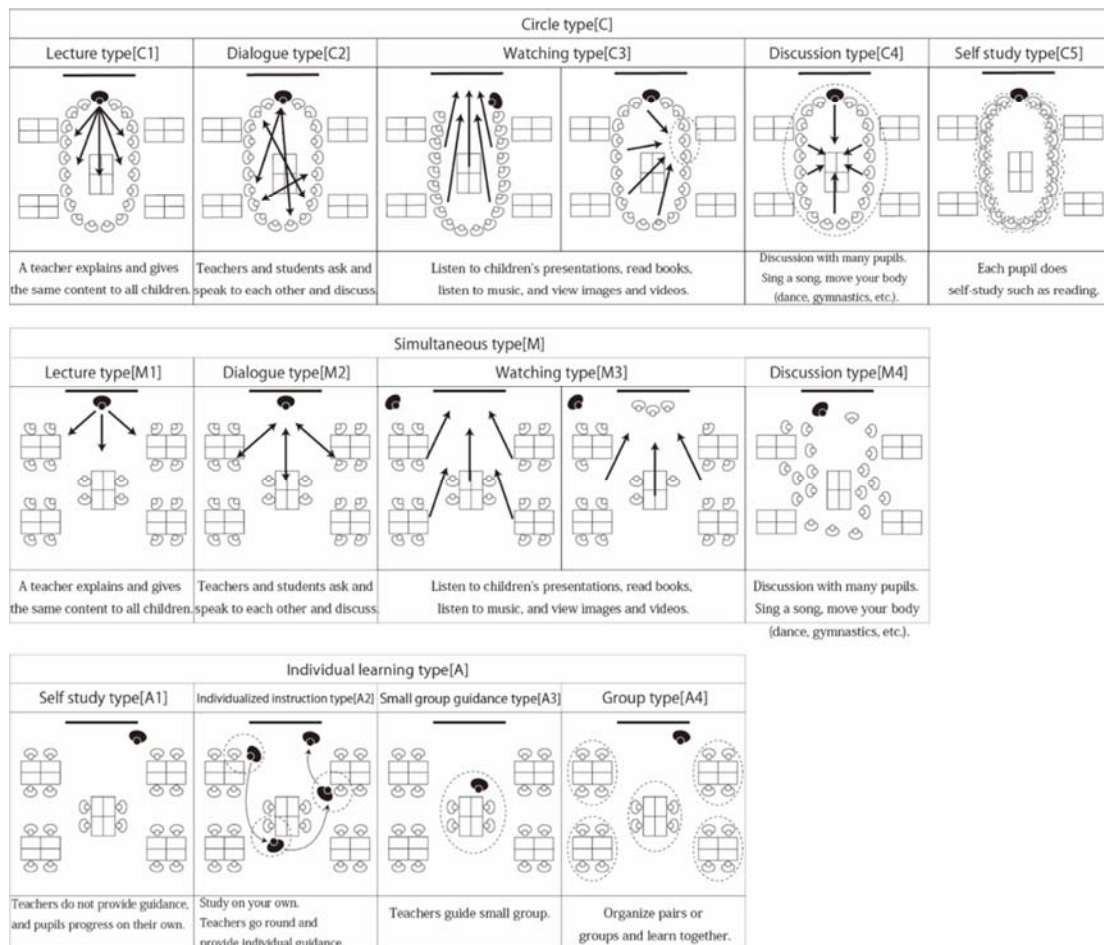 Circle type[C]
Lecture type[C1]
Dialogue type[C2]
Watching type[C3]
Discussion type[C4]
Self study type[C5]
A teacher explains and gives
the same content to all children.
Teachers and students ask and
speak to each other and discuss.
Listen to children's presentations, read books,
listen to music, and view images and videos.
Discussion with many pupils.
Sing a song, move your body
(dance, gymnastics, etc.).
Each pupil does
self-study such as reading.
Simultaneous type[M]
Lecture type[M1]
Dialogue type[M2]
Watching type[M3]
Discussion type[M4]
A teacher explains and gives
the same content to all children.
Teachers and students ask and
speak to each other and discuss.
Listen to children's presentations, read books,
listen to music, and view images and videos.
Discussion with many pupils.
Sing a song, move your body
(dance, gymnastics, etc.).
Individual learning type[A]
Self study type[A1]
Individualized instruction type[A2]
Small group guidance type[A3]
Group type[A4]
Teachers do not provide guidance,
and pupils progress on their own.
Study on your own.
Teachers go round and
provide individual guidance
Teachers guide small group.
Organize pairs or
groups and learn together.